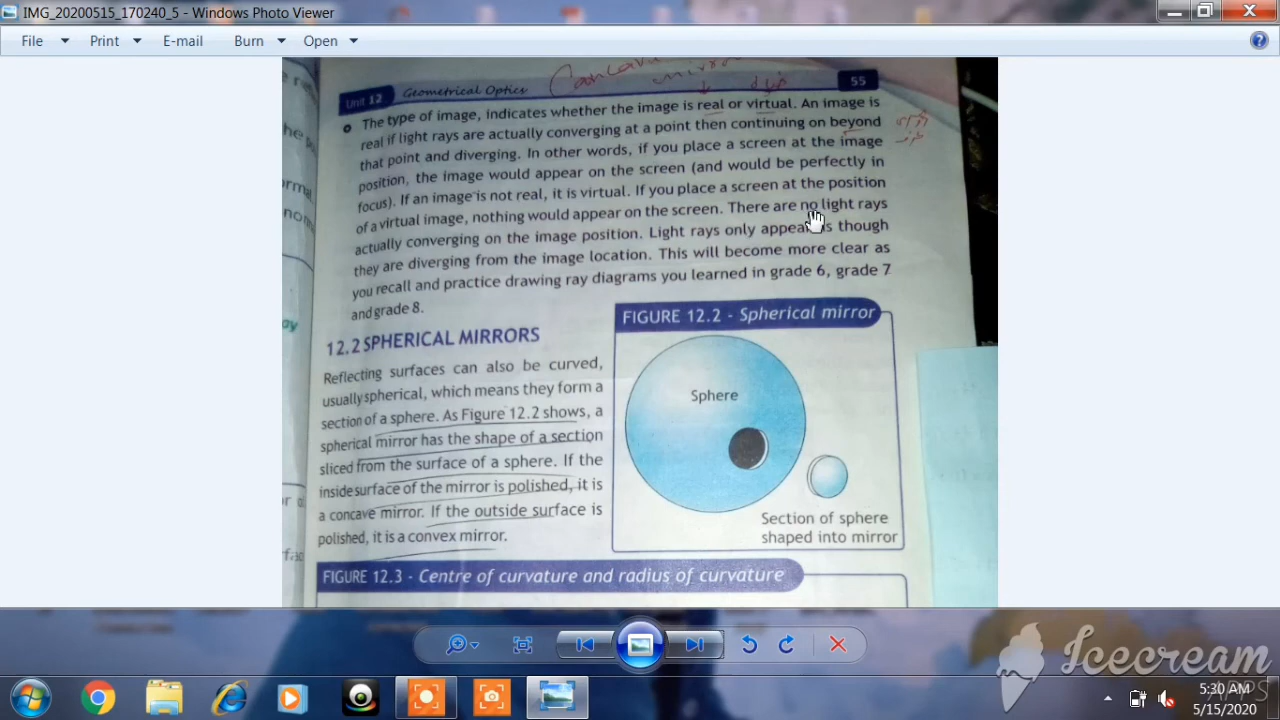 IMG_20200515_170240_5 - Windows Photo Viewer
File Print E-mail Burn Open
Concave mirror
Unit 12 Geometrical Optics 55
The type of image, indicates whether the image is real or virtual. An image is
real if light rays are actually converging at a point then continuing on beyond
that point and diverging. In other words, if you place a screen at the image
position, the image would appear on the screen (and would be perfectly in
focus). If an image is not real, it is virtual. If you place a screen at the position
of a virtual image, nothing would appear on the screen. There are no light rays
actually converging on the image position. Light rays only appear as though
they are diverging from the image location. This will become more clear as
you recall and practice drawing ray diagrams you learned in grade 6, grade 7
and grade 8.
12.2 SPHERICAL MIRRORS
Reflecting surfaces can also be curved,
usually spherical, which means they form a
section of a sphere. As Figure 12.2 shows, a
spherical mirror has the shape of a section
sliced from the surface of a sphere. If the
inside surface of the mirror is polished, it is
a concave mirror. If the outside surface is
polished, it is a convex mirror.
FIGURE 12.2 - Spherical mirror
Sphere
Section of sphere
shaped into mirror
FIGURE 12.3 - Centre of curvature and radius of curvature
Icecream
APPS
5:30 AM
5/15/2020